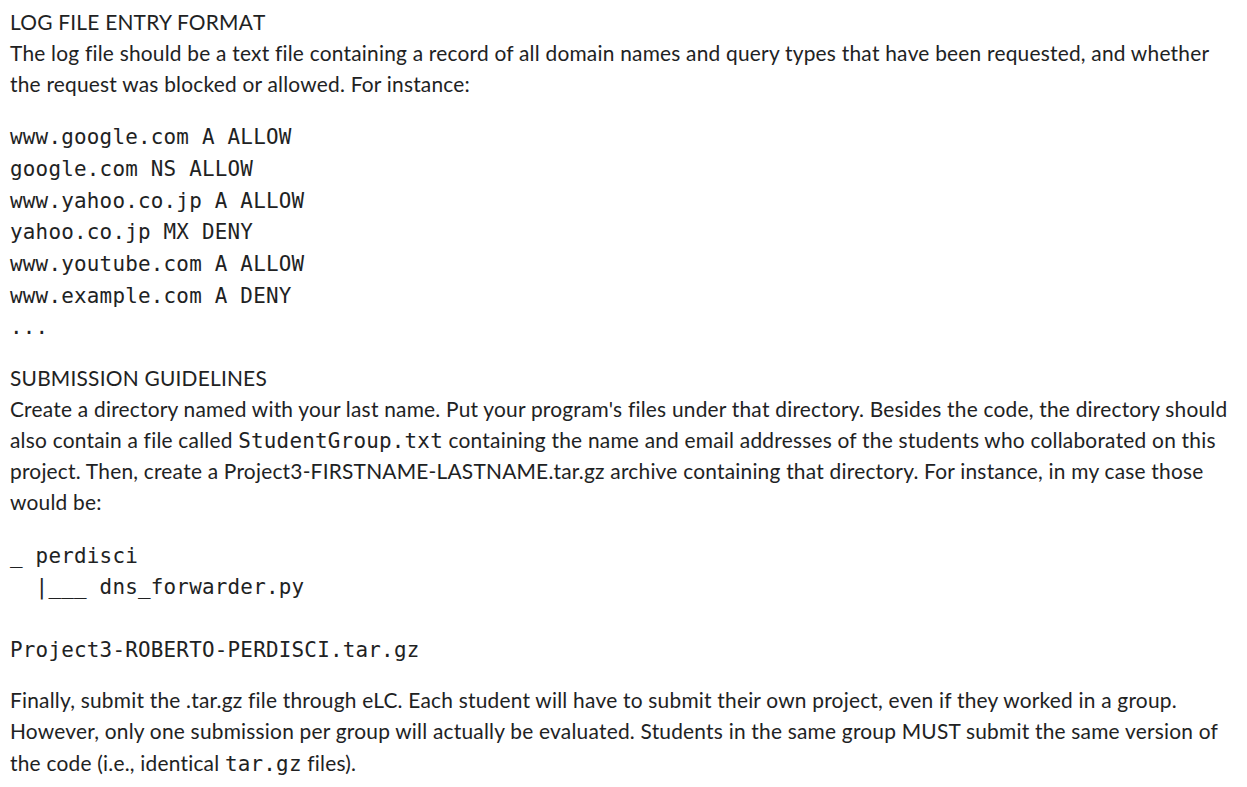 LOG FILE ENTRY FORMAT
The log file should be a text file containing a record of all domain names and query types that have been requested, and whether
the request was blocked or allowed. For instance:
www.google.com A ALLOW
google.com NS ALLOW
www.yahoo.co.jp A ALLOW
yahoo.co.jp MX DENY
www.youtube.com A ALLOW
www.example.com A DENY
...
SUBMISSION GUIDELINES
Create a directory named with your last name. Put your program's files under that directory. Besides the code, the directory should
also contain a file called StudentGroup.txt containing the name and email addresses of the students who collaborated on this
project. Then, create a Project3-FIRSTNAME-LASTNAME.tar.gz archive containing that directory. For instance, in my case those
would be:
_ perdisci
  |___ dns_forwarder.py
Project3-ROBERTO-PERDISCI.tar.gz
Finally, submit the .tar.gz file through eLC. Each student will have to submit their own project, even if they worked in a group.
However, only one submission per group will actually be evaluated. Students in the same group MUST submit the same version of
the code (i.e., identical tar.gz files).